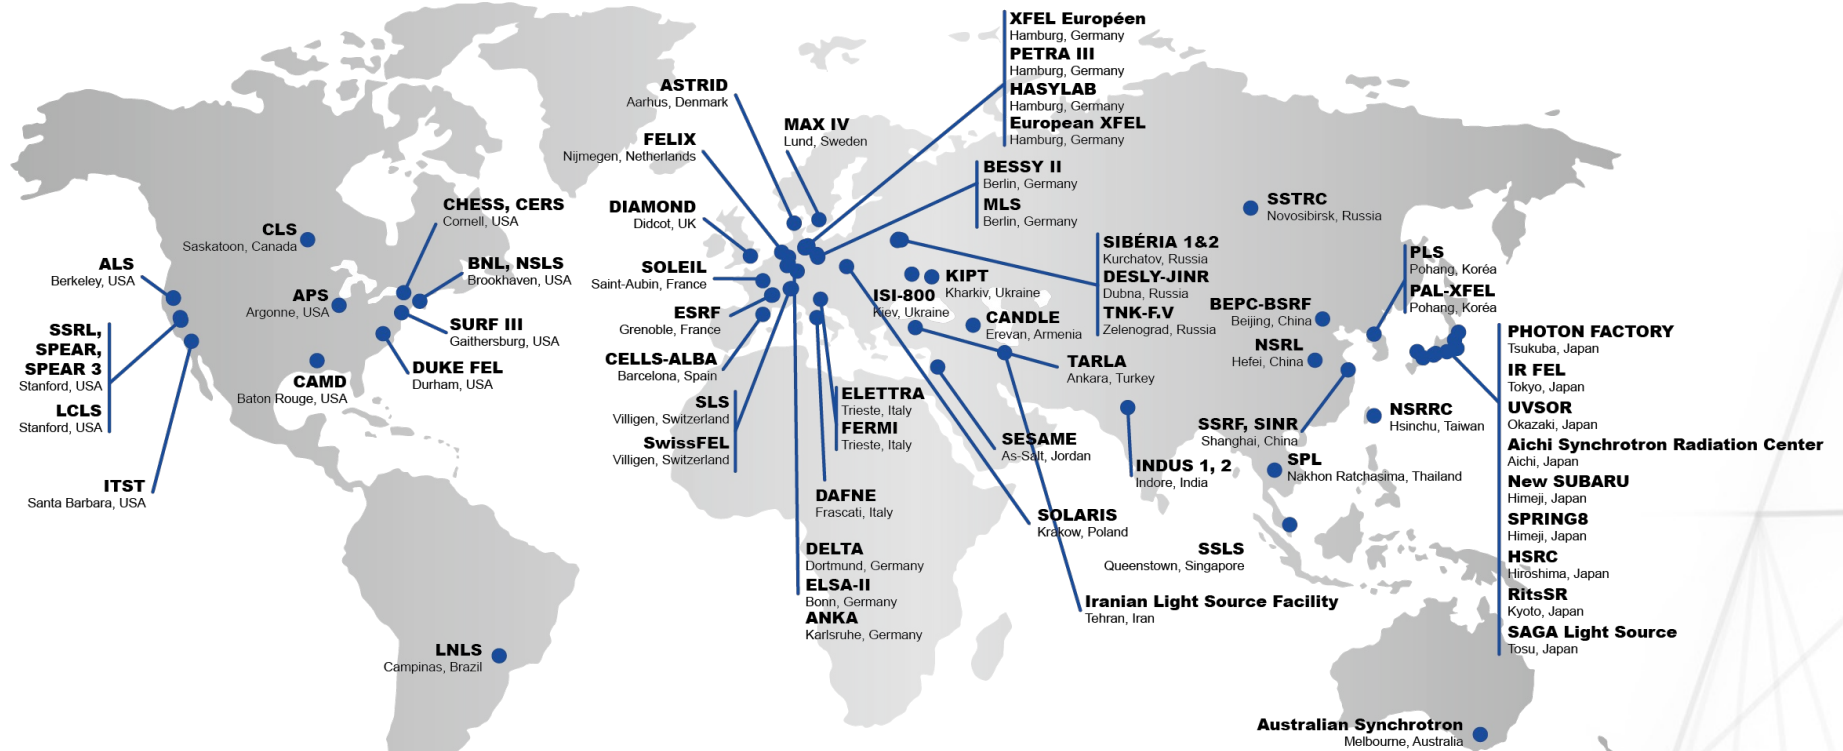 CLS
Saskatoon, Canada
ALS
Berkeley, USA
SSRL,
SPEAR,
SPEAR 3
Stanford, USA
LCLS
Stanford, USA
ITST
Santa Barbara, USA
APS
Argonne, USA
CAMD
Baton Rouge, USA
CHESS, CERS
Cornell, USA
BNL, NSLS
Brookhaven, USA
SURF III
Gaithersburg, USA
DUKE FEL
Durham, USA
LNLS
Campinas, Brazil
ASTRID
Aarhus, Denmark
FELIX
Nijmegen, Netherlands
DIAMOND
Didcot, UK
SOLEIL
Saint-Aubin, France
ESRF
Grenoble, France
CELLS-ALBA
Barcelona, Spain
SLS
Villigen, Switzerland
SwissFEL
Villigen, Switzerland
MAX IV
Lund, Sweden
XFEL Européen
Hamburg, Germany
PETRA III
Hamburg, Germany
HASYLAB
Hamburg, Germany
European XFEL
Hamburg, Germany
BESSY II
Berlin, Germany
MLS
Berlin, Germany
SIBÉRIA 1&2
Kurchatov, Russia
DESLY-JINR
Dubna, Russia
TNK-F.V
Zelenograd, Russia
KIPT
Kharkiv, Ukraine
ISI-800
Kiev, Ukraine
CANDLE
Erevan, Armenia
TARLA
Ankara, Turkey
ELETTRA
Trieste, Italy
FERMI
Trieste, Italy
DAFNE
Frascati, Italy
DELTA
Dortmund, Germany
ELSA-II
Bonn, Germany
ANKA
Karlsruhe, Germany
SESAME
As-Salt, Jordan
SOLARIS
Krakow, Poland
Iranian Light Source Facility
Tehran, Iran
INDUS 1, 2
Indore, India
SSTRC
Novosibirsk, Russia
BEPC-BSRF
Beijing, China
NSRL
Hefei, China
SSRF, SINR
Shanghai, China
SPL
Nakhon Ratchasima, Thailand
SSLS
Queenstown, Singapore
NSRRC
Hsinchu, Taiwan
PLS
Pohang, Koréa
PAL-XFEL
Pohang, Koréa
PHOTON FACTORY
Tsukuba, Japan
IR FEL
Tokyo, Japan
UVSOR
Okazaki, Japan
Aichi Synchrotron Radiation Center
Aichi, Japan
New SUBARU
Himeji, Japan
SPRING8
Himeji, Japan
HSRC
Hiroshima, Japan
RitsSR
Kyoto, Japan
SAGA Light Source
Tosu, Japan
Australian Synchrotron
Melbourne, Australia